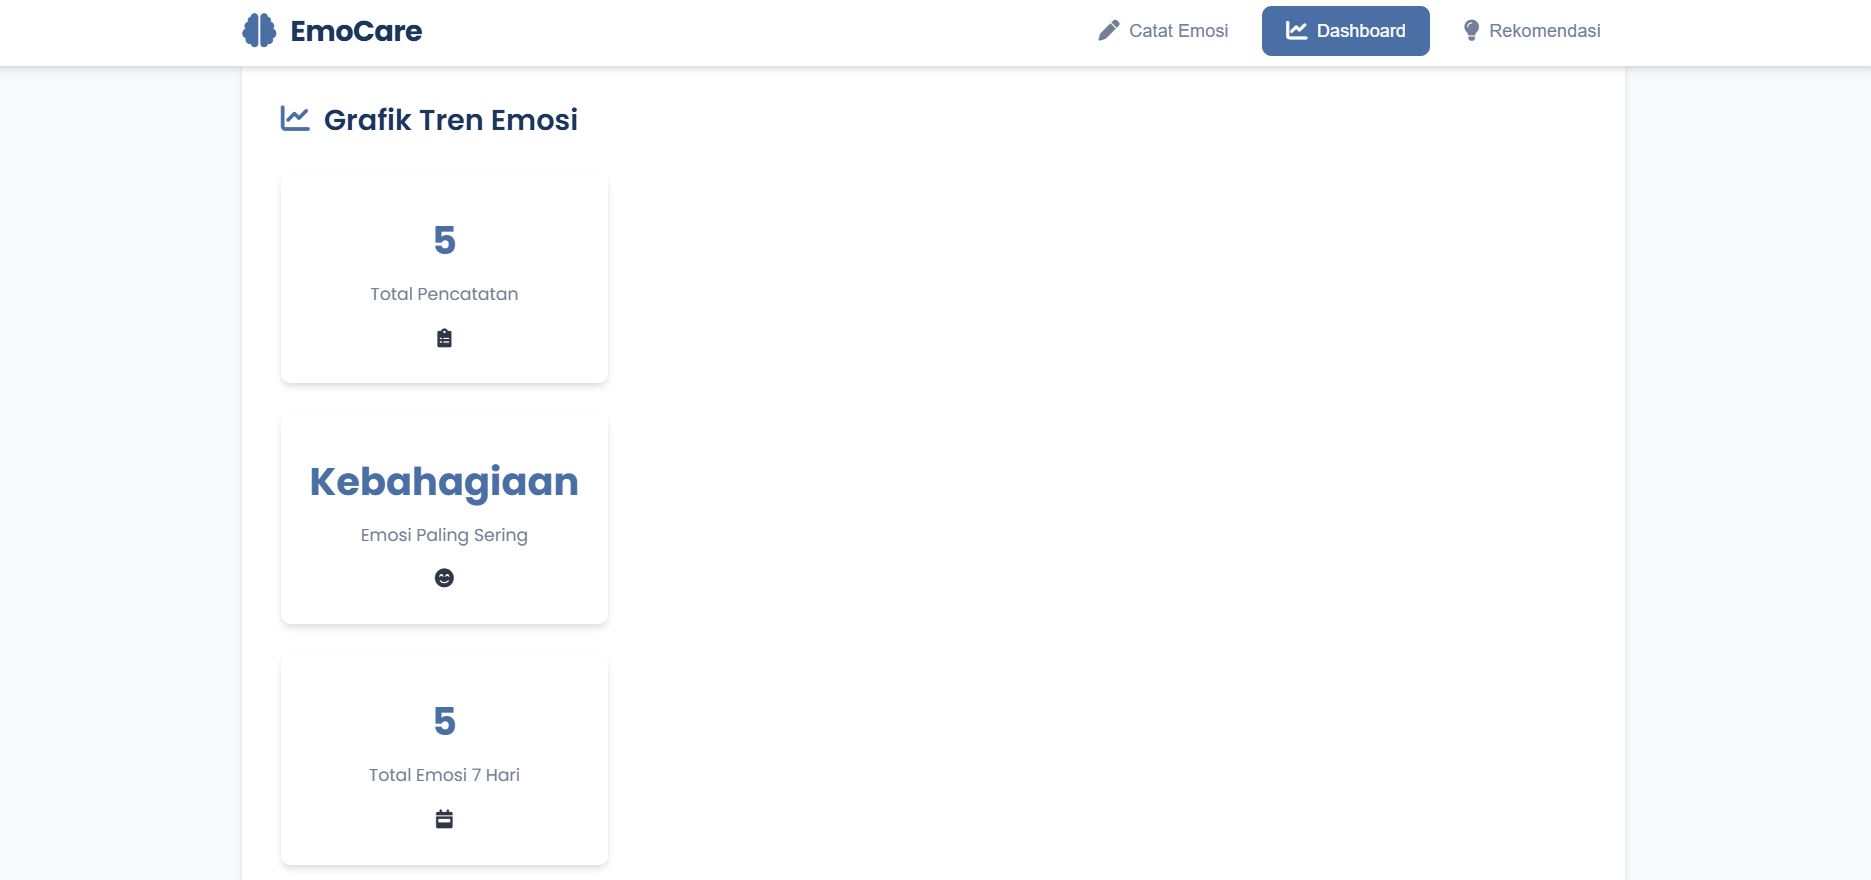 EmoCare
Catat Emosi
Dashboard
Rekomendasi
Grafik Tren Emosi
5
Total Pencatatan
Kebahagiaan
Emosi Paling Sering
5
Total Emosi 7 Hari